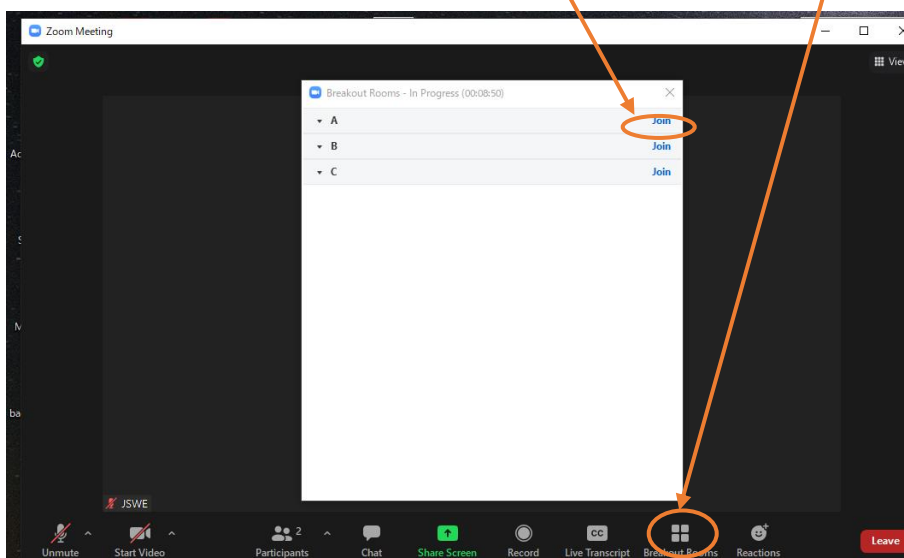 Zoom Meeting
View
Breakout Rooms - In Progress (00:08:50)
A Join
B Join
C Join
JSWE
CC
2
Unmute Start Video Participants Chat Share Screen Record Live Transcript Breakout Rooms Reactions Leave